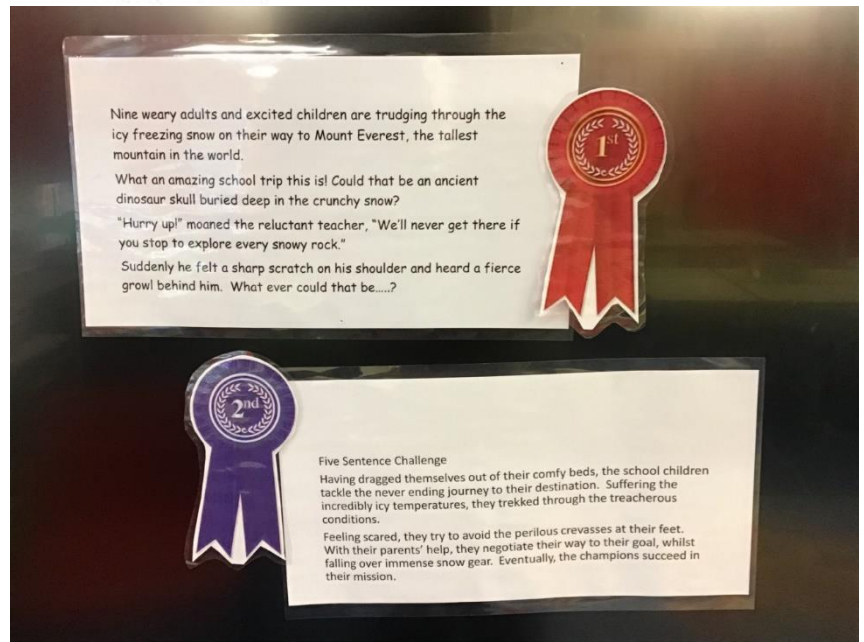 Nine weary adults and excited children are trudging through the
icy freezing snow on their way to Mount Everest, the tallest
mountain in the world.
What an amazing school trip this is! Could that be an ancient
dinosaur skull buried deep in the crunchy snow?
"Hurry up!" moaned the reluctant teacher, "We'll never get there if
you stop to explore every snowy rock."
Suddenly he felt a sharp scratch on his shoulder and heard a fierce
growl behind him. What ever could that be.....?
1st
2nd
Five Sentence Challenge
Having dragged themselves out of their comfy beds, the school children
tackle the never ending journey to their destination. Suffering the
incredibly icy temperatures, they trekked through the treacherous
conditions.
Feeling scared, they try to avoid the perilous crevasses at their feet.
With their parents' help, they negotiate their way to their goal, whilst
falling over immense snow gear. Eventually, the champions succeed in
their mission.